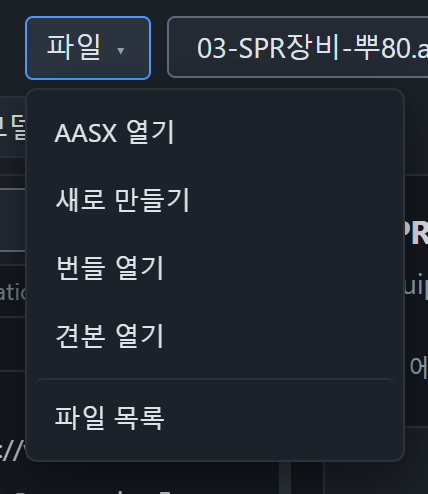 파일 ▾
03-SPR장비-뿌80.a
AASX 열기
새로 만들기
번들 열기
견본 열기
파일 목록